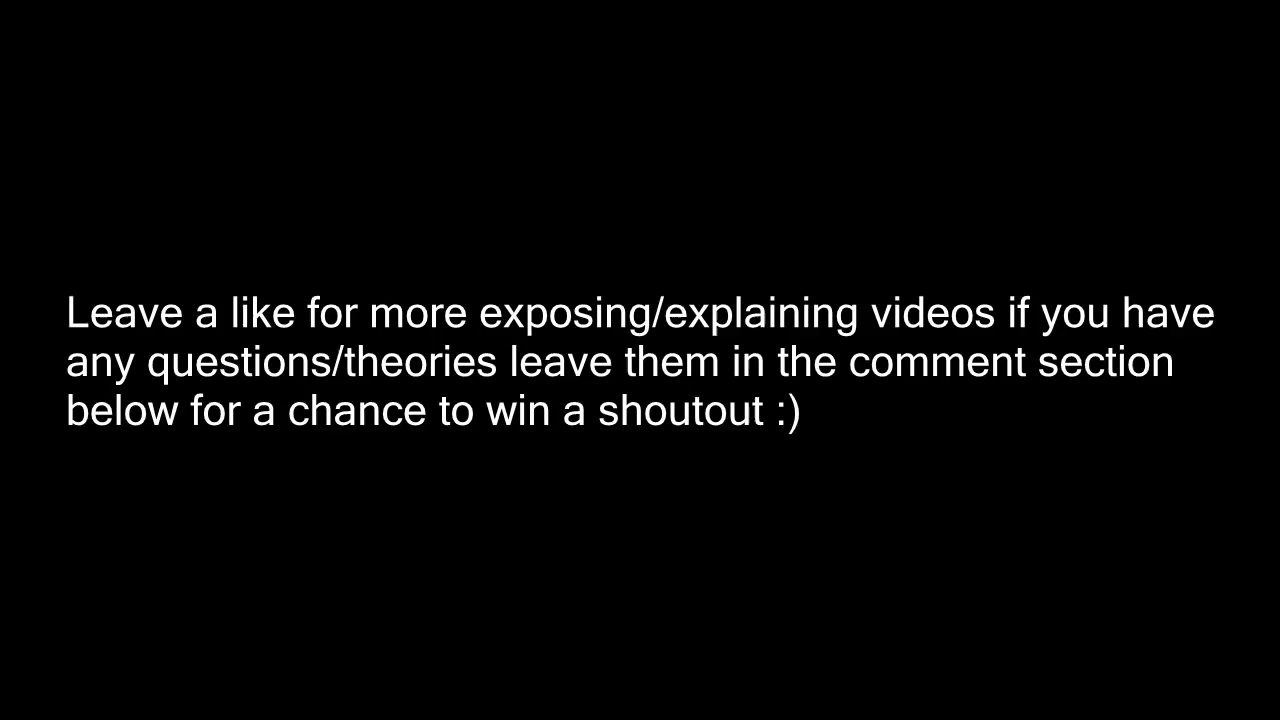 Leave a like for more exposing/explaining videos if you have
any questions/theories leave them in the comment section
below for a chance to win a shoutout :)